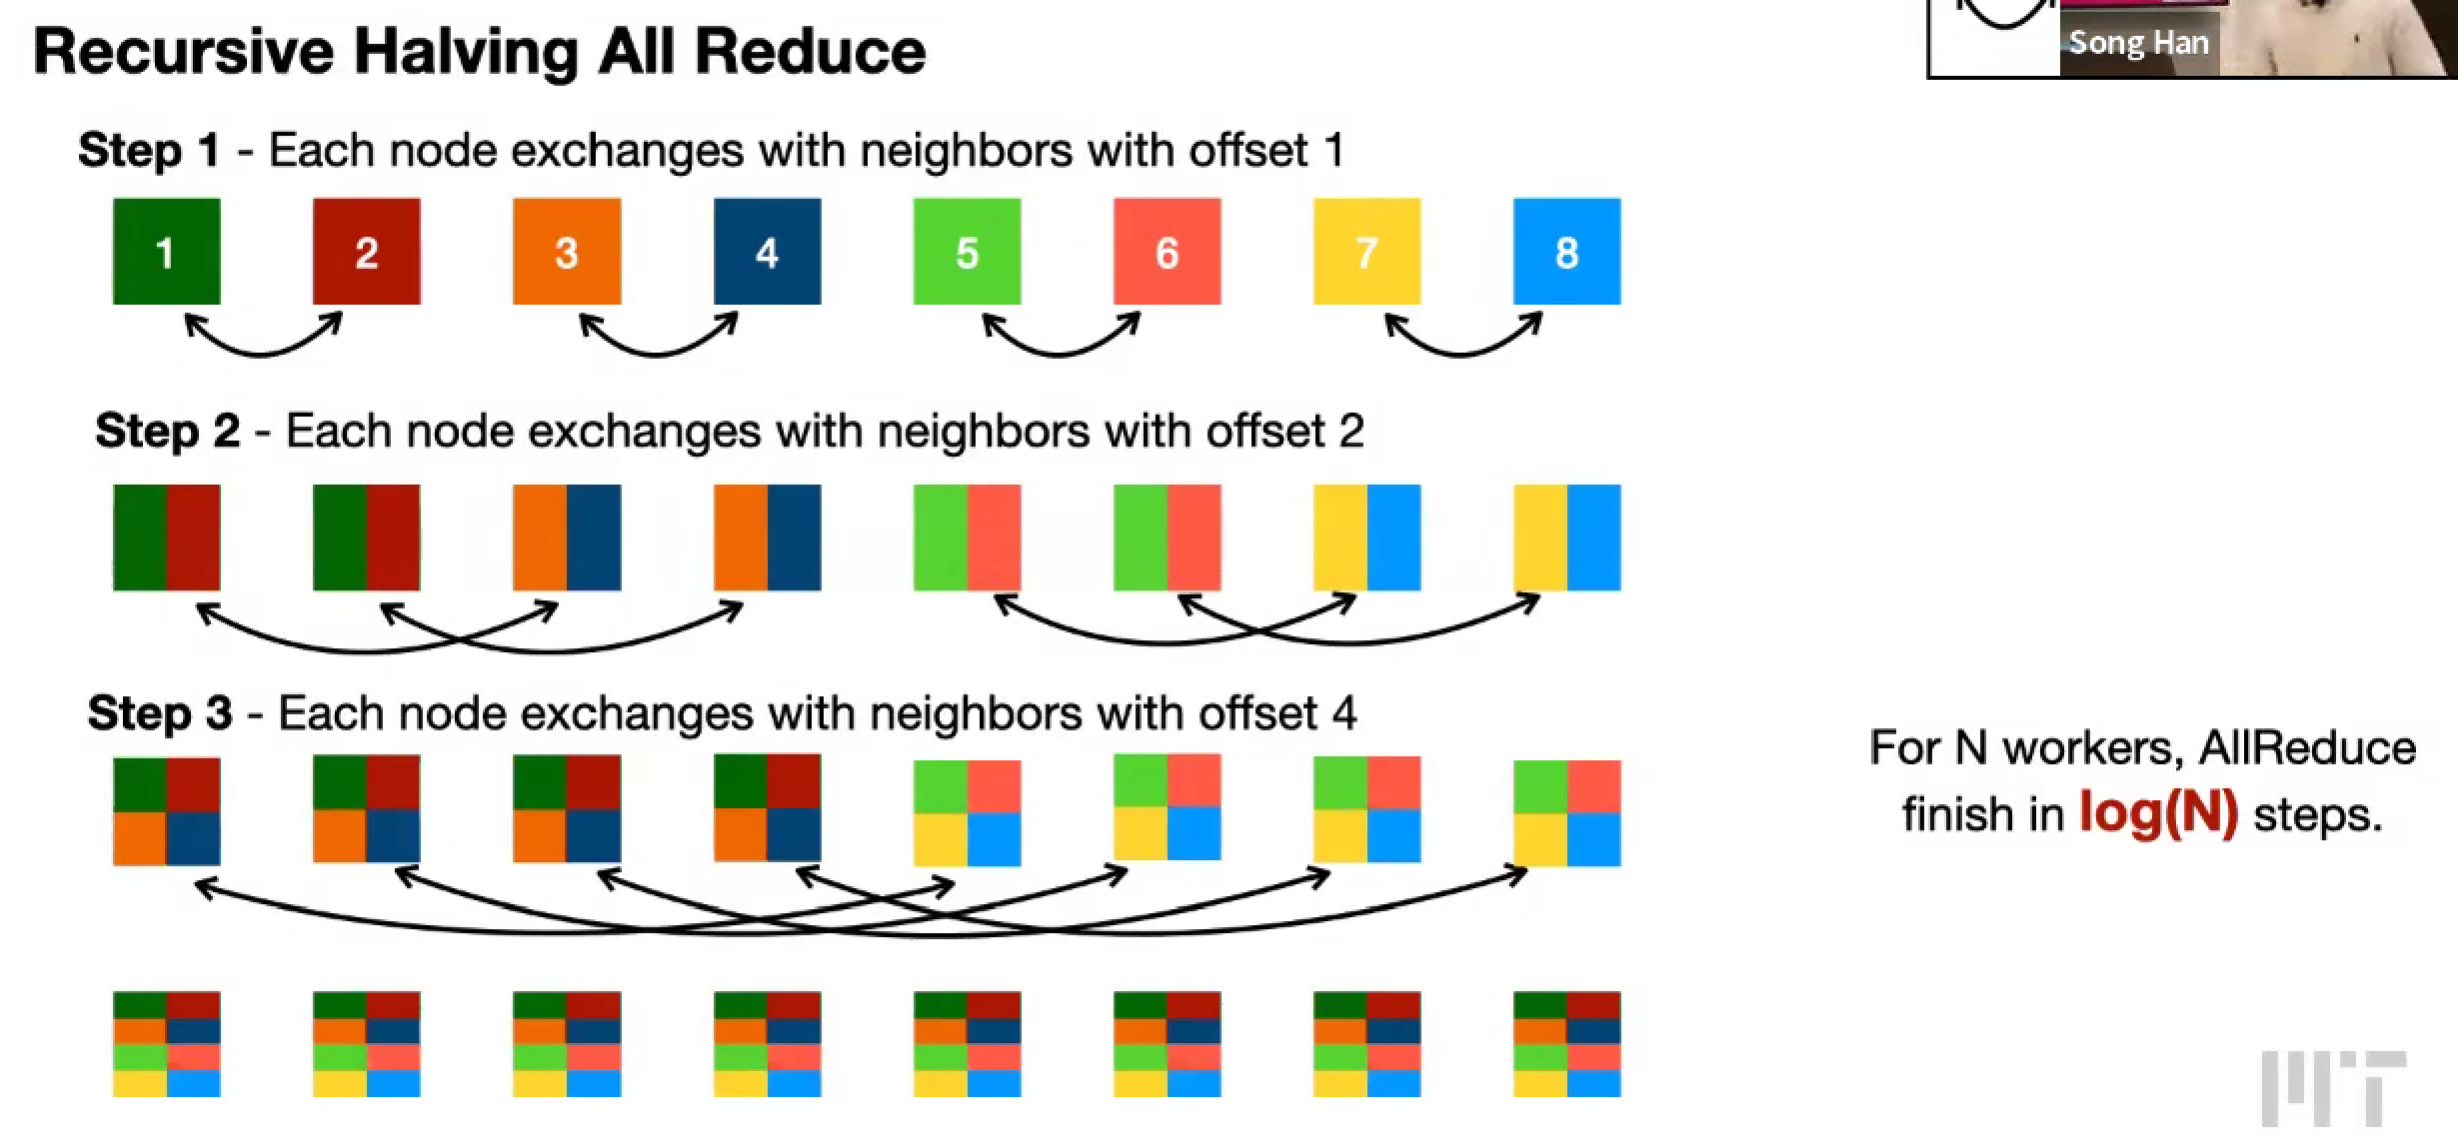 Recursive Halving All Reduce
Song Han
Step 1 - Each node exchanges with neighbors with offset 1
1 2 3 4 5 6 7 8
Step 2 - Each node exchanges with neighbors with offset 2
Step 3 - Each node exchanges with neighbors with offset 4
For N workers, AllReduce
finish in log(N) steps.
MIT